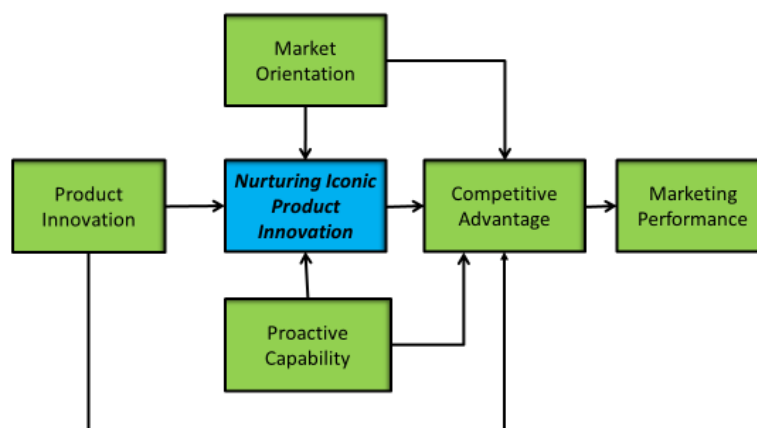 Market
Orientation
Product
Innovation
Nurturing Iconic
Product
Innovation
Competitive
Advantage
Marketing
Performance
Proactive
Capability